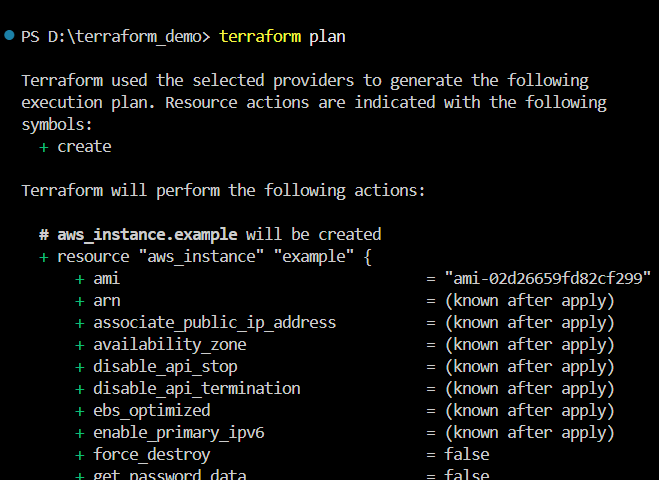 PS D:\terraform_demo> terraform plan
Terraform used the selected providers to generate the following
execution plan. Resource actions are indicated with the following
symbols:
+ create
Terraform will perform the following actions:
# aws_instance.example will be created
+ resource "aws_instance" "example" {
+ ami = "ami-02d26659fd82cf299"
+ arn = (known after apply)
+ associate_public_ip_address = (known after apply)
+ availability_zone = (known after apply)
+ disable_api_stop = (known after apply)
+ disable_api_termination = (known after apply)
+ ebs_optimized = (known after apply)
+ enable_primary_ipv6 = (known after apply)
+ force_destroy = false
+ get_password_data = false